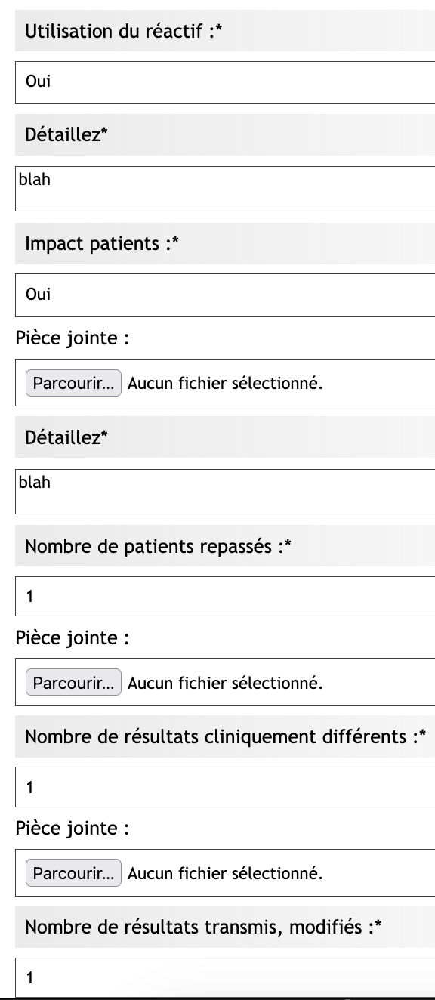 Utilisation du réactif :*
Oui
Détaillez*
blah
Impact patients :*
Oui
Pièce jointe :
Parcourir... Aucun fichier sélectionné.
Détaillez*
blah
Nombre de patients repassés :*
1
Pièce jointe :
Parcourir... Aucun fichier sélectionné.
Nombre de résultats cliniquement différents :*
1
Pièce jointe :
Parcourir... Aucun fichier sélectionné.
Nombre de résultats transmis, modifiés :*
1